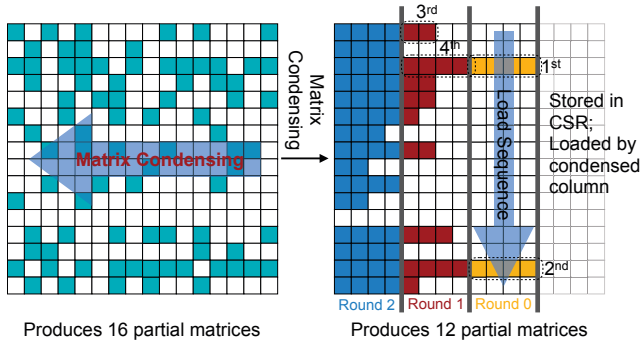 3rd
4th
1st
Matrix
Condensing
Matrix Condensing
Load Sequence
Stored in
CSR;
Loaded by
condensed
column
2nd
Round 2
Round 1
Round 0
Produces 16 partial matrices
Produces 12 partial matrices